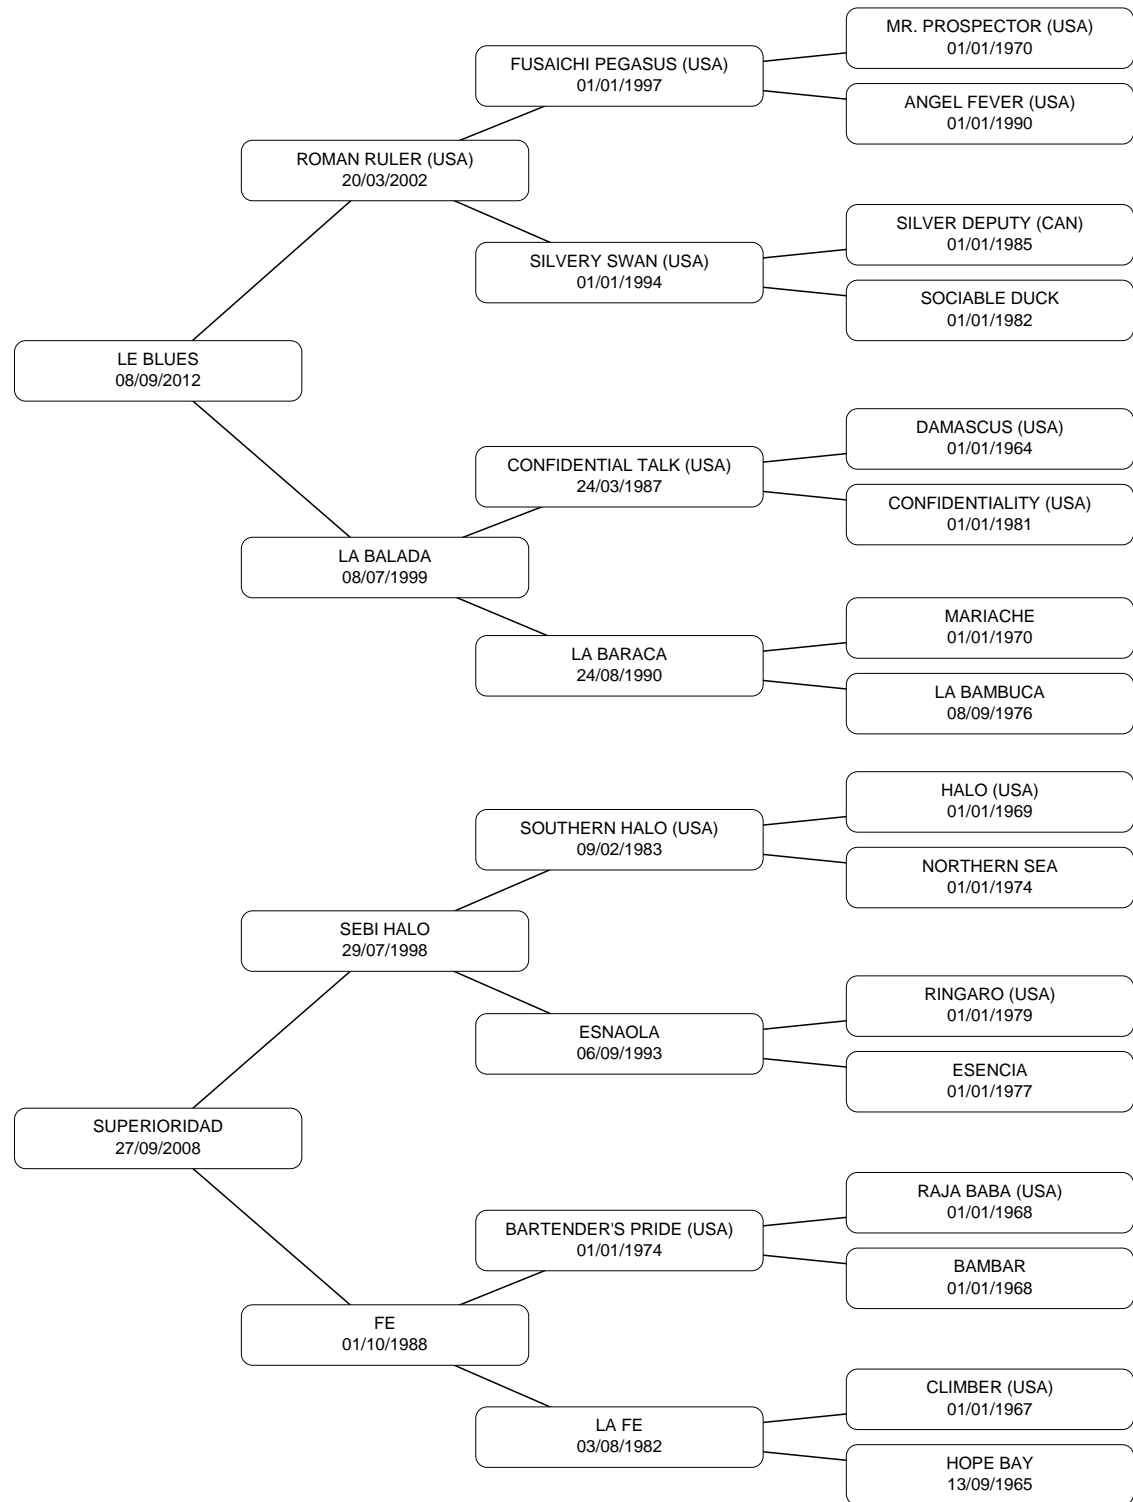 MR. PROSPECTOR (USA)
01/01/1970
FUSAICHI PEGASUS (USA)
01/01/1997
ANGEL FEVER (USA)
01/01/1990
ROMAN RULER (USA)
20/03/2002
SILVER DEPUTY (CAN)
01/01/1985
SILVERY SWAN (USA)
01/01/1994
SOCIABLE DUCK
01/01/1982
LE BLUES
08/09/2012
DAMASCUS (USA)
01/01/1964
CONFIDENTIAL TALK (USA)
24/03/1987
CONFIDENTIALITY (USA)
01/01/1981
LA BALADA
08/07/1999
MARIACHE
01/01/1970
LA BARACA
24/08/1990
LA BAMBUCA
08/09/1976
HALO (USA)
01/01/1969
SOUTHERN HALO (USA)
09/02/1983
NORTHERN SEA
01/01/1974
SEBI HALO
29/07/1998
RINGARO (USA)
01/01/1979
ESNAOLA
06/09/1993
ESENCIA
01/01/1977
SUPERIORIDAD
27/09/2008
RAJA BABA (USA)
01/01/1968
BARTENDER'S PRIDE (USA)
01/01/1974
BAMBAR
01/01/1968
FE
01/10/1988
CLIMBER (USA)
01/01/1967
LA FE
03/08/1982
HOPE BAY
13/09/1965